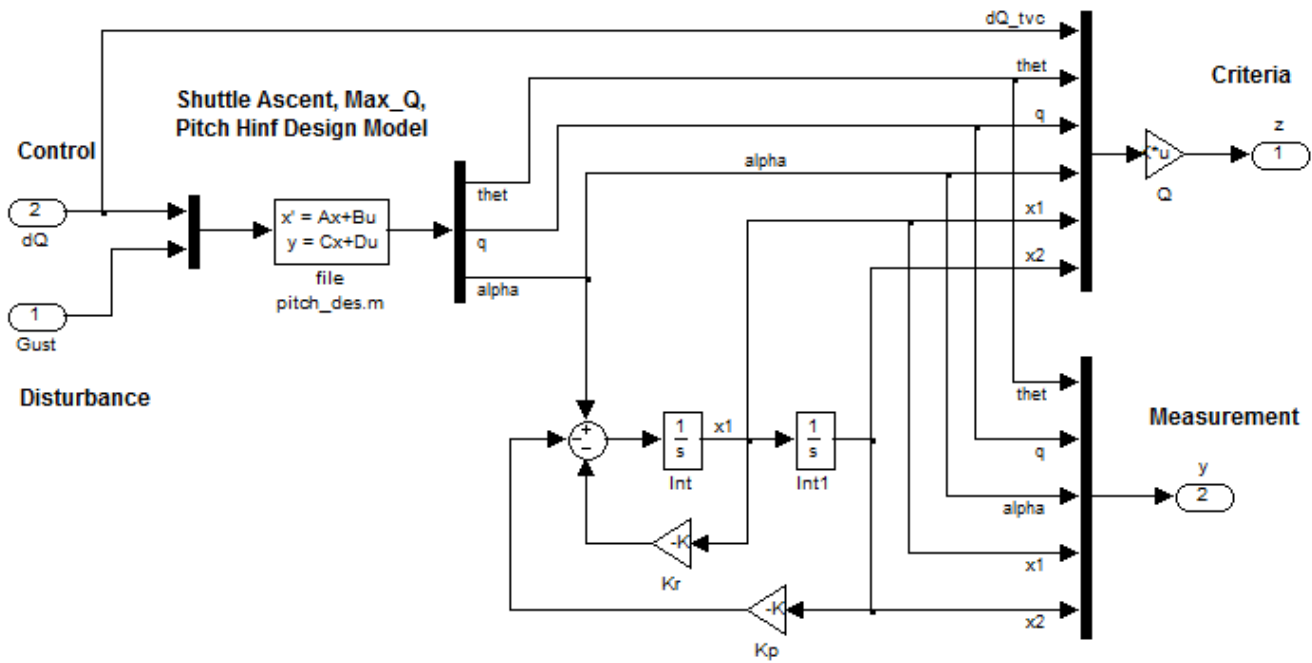 dQ_tvc
thet
q
alpha
x1
x2
Criteria
z
1
K*u
Q
Shuttle Ascent, Max_Q,
Pitch Hinf Design Model
Control
2
dQ
1
Gust
Disturbance
x' = Ax+Bu
y = Cx+Du
file
pitch_des.m
thet
q
alpha
+
−
−
1
s
Int
x1
1
s
Int1
-K
Kr
-K
Kp
thet
q
alpha
x1
x2
Measurement
y
2